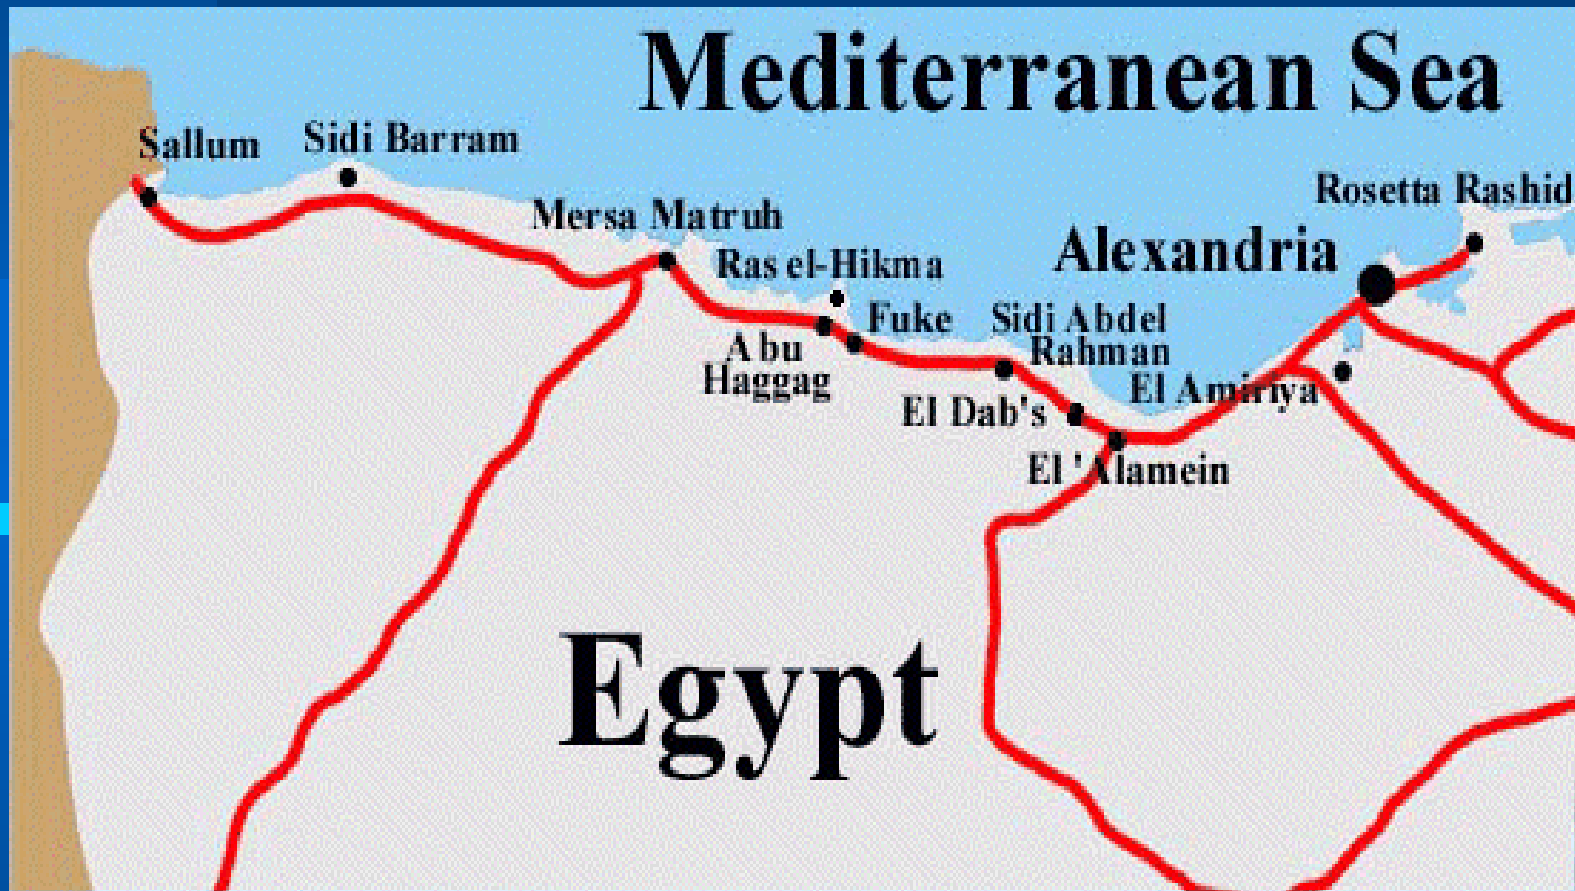 Mediterranean Sea
Sallum
Sidi Barram
Mersa Matruh
Rosetta Rashid
Alexandria
Ras el-Hikma
Fuke
Sidi Abdel
Rahman
Abu
Haggag
El Amiriya
El Dab's
El 'Alamein
Egypt